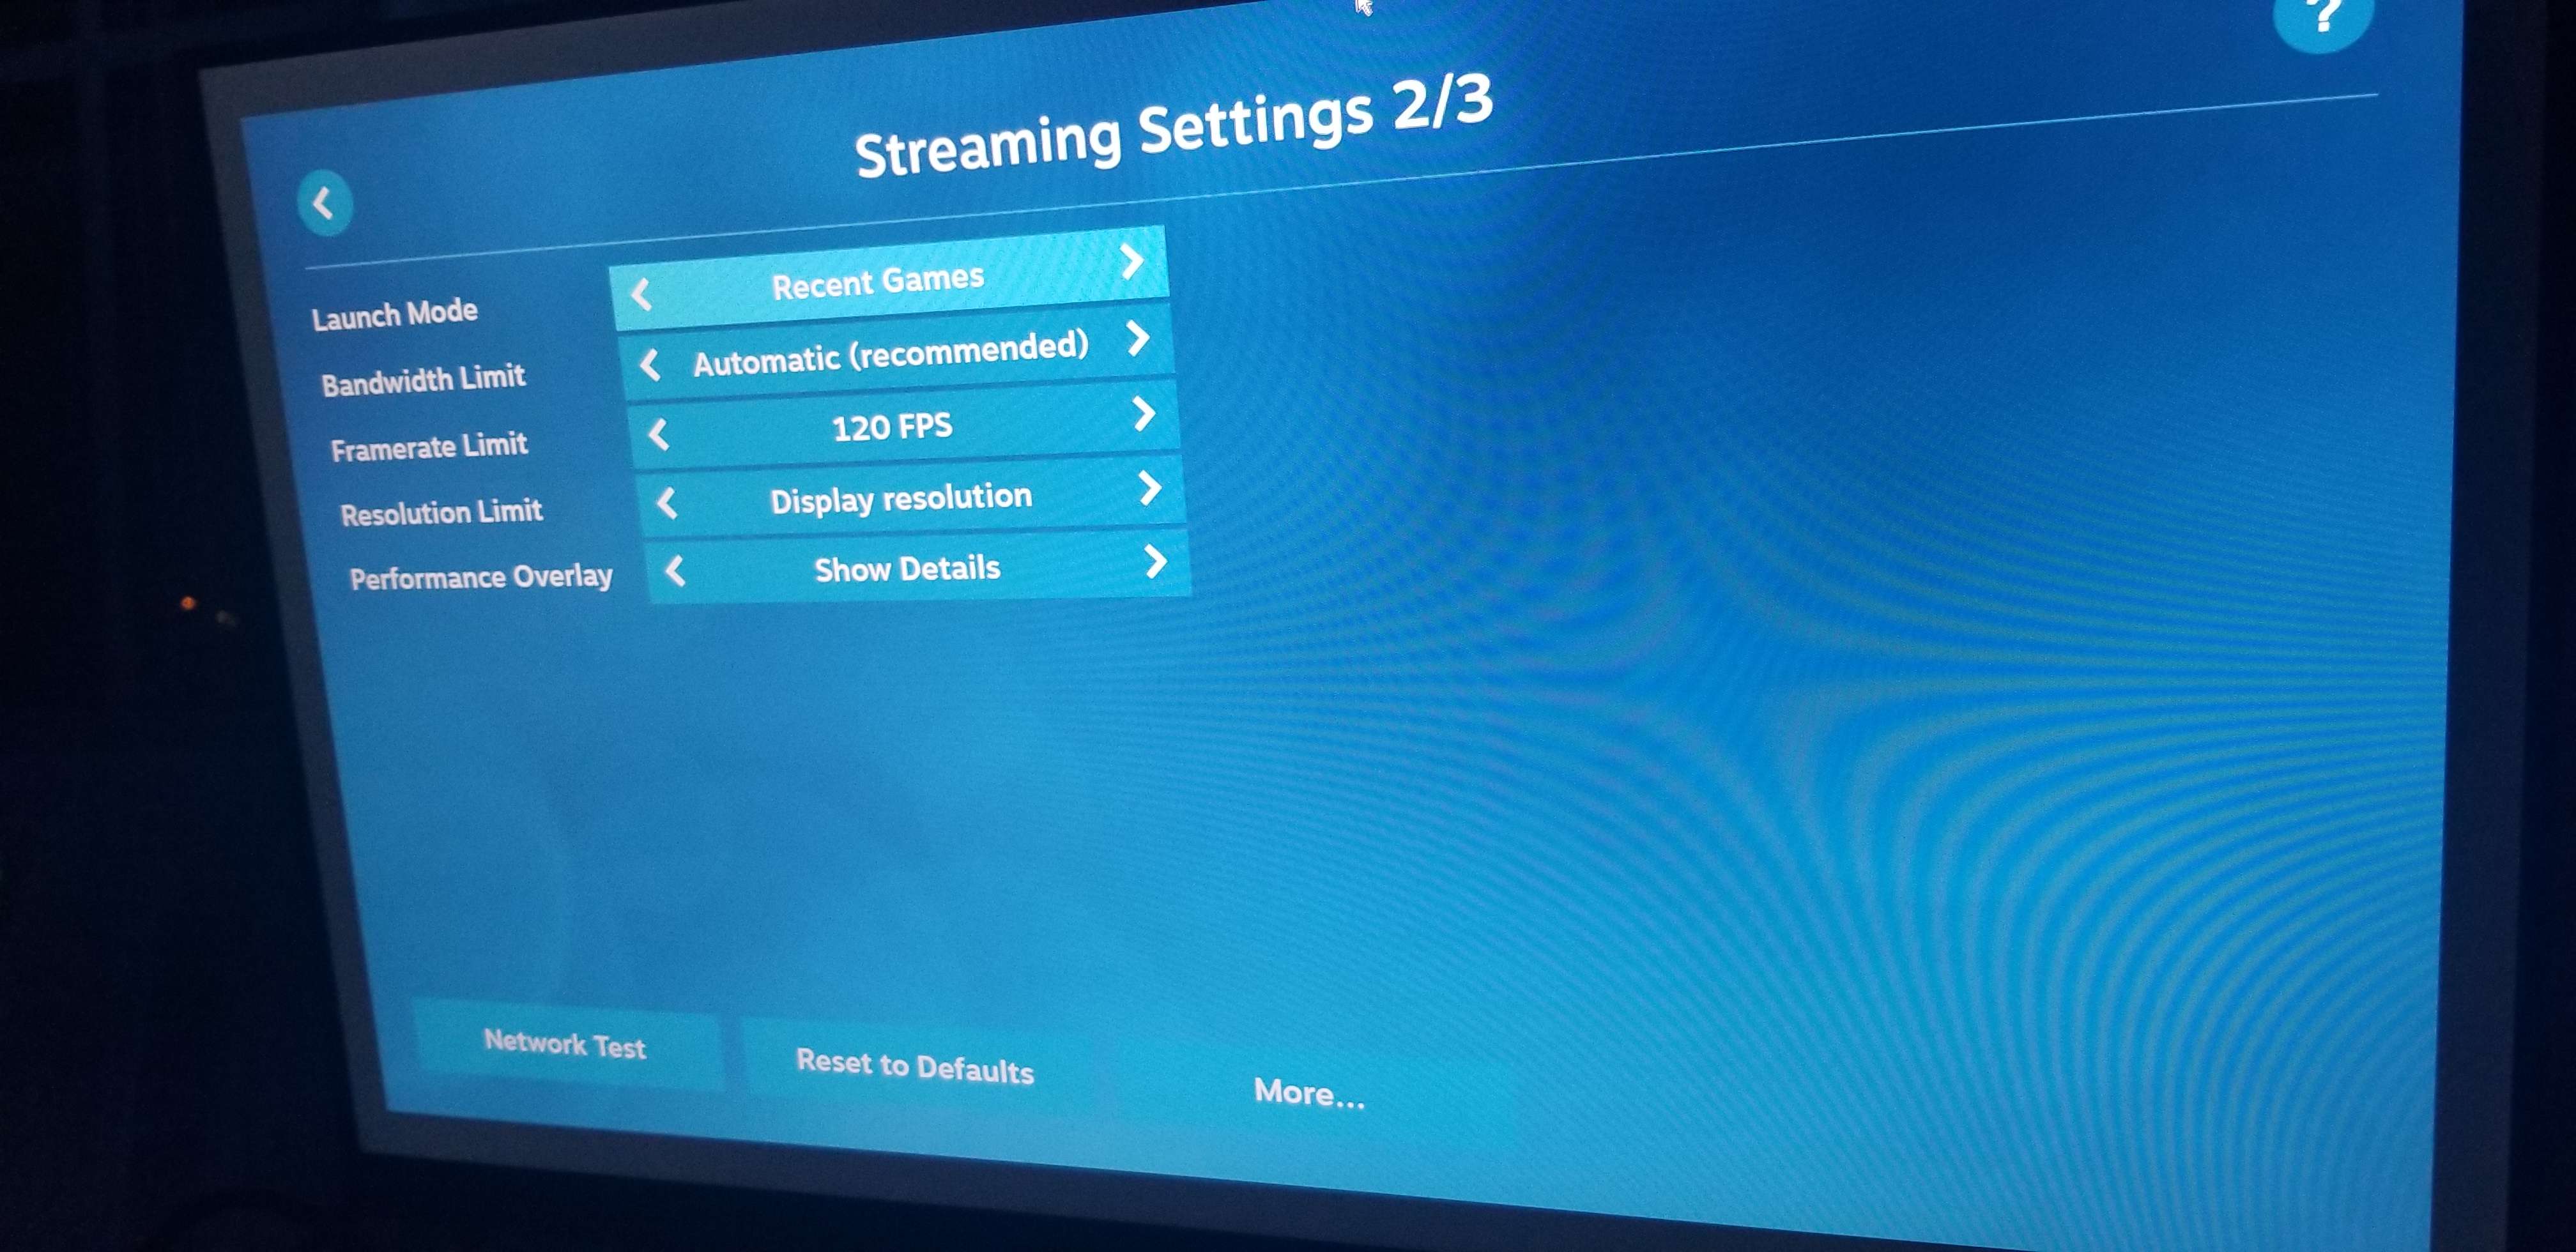 ?
Streaming Settings 2/3
Launch Mode
Recent Games
Bandwidth Limit
Automatic (recommended)
Framerate Limit
120 FPS
Resolution Limit
Display resolution
Performance Overlay
Show Details
Network Test
Reset to Defaults
More...